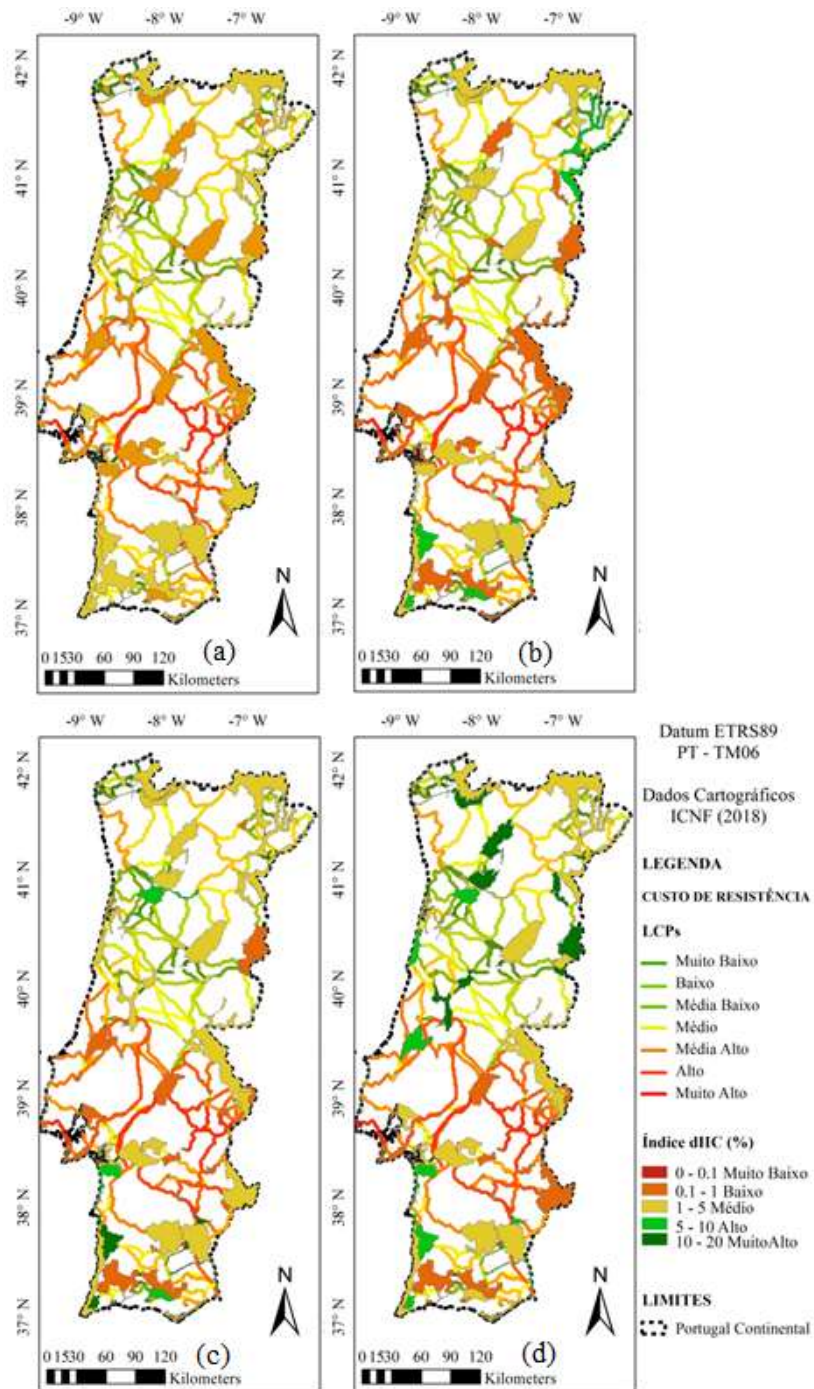 -9° W -8° W -7° W
-9° W -8° W -7° W
42° N
41° N
40° N
39° N
38° N
37° N
42° N
41° N
40° N
39° N
38° N
37° N
N
(a)
0 1530 60 90 120
Kilometers
N
(b)
0 1530 60 90 120
Kilometers
-9° W -8° W -7° W
-9° W -8° W -7° W
42° N
41° N
40° N
39° N
38° N
37° N
42° N
41° N
40° N
39° N
38° N
37° N
N
(c)
0 1530 60 90 120
Kilometers
N
(d)
0 1530 60 90 120
Kilometers
Datum ETRS89
PT - TM06
Dados Cartográficos
ICNF (2018)
LEGENDA
CUSTO DE RESISTÊNCIA
LCPs
Muito Baixo
Baixo
Média Baixo
Médio
Média Alto
Alto
Muito Alto
Índice dIIC (%)
0 - 0.1 Muito Baixo
0.1 - 1 Baixo
1 - 5 Médio
5 - 10 Alto
10 - 20 MuitoAlto
LIMITES
Portugal Continental